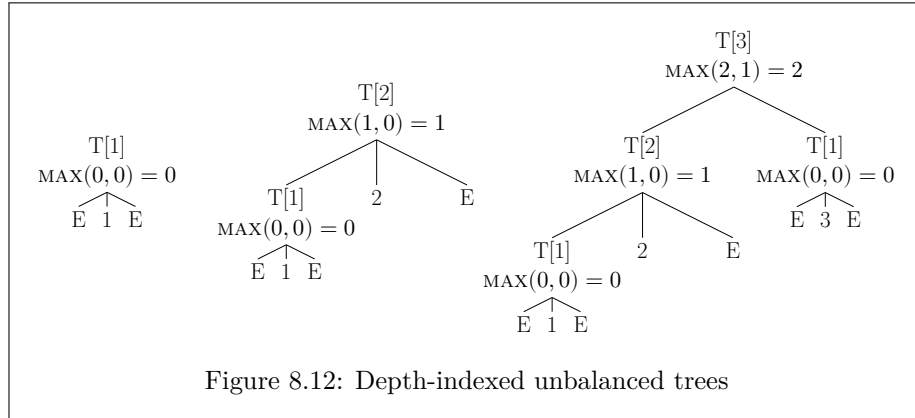 T[1]
MAX(0, 0) = 0
E 1 E
T[2]
MAX(1, 0) = 1
T[1] 2 E
MAX(0, 0) = 0
E 1 E
T[3]
MAX(2, 1) = 2
T[2] T[1]
MAX(1, 0) = 1 MAX(0, 0) = 0
E 3 E
T[1] 2 E
MAX(0, 0) = 0
E 1 E
Figure 8.12: Depth-indexed unbalanced trees